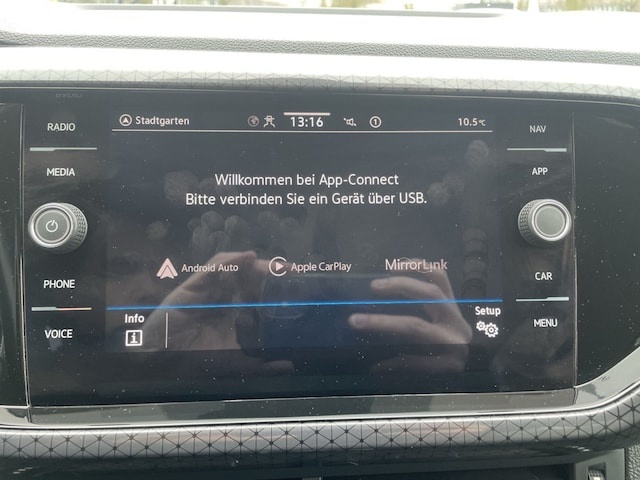 RADIO
MEDIA
PHONE
VOICE
Stadtgarten
13:16
1
10.5°C
Willkommen bei App-Connect
Bitte verbinden Sie ein Gerät über USB.
Android Auto
Apple CarPlay
MirrorLink
Info
i
Setup
NAV
APP
CAR
MENU